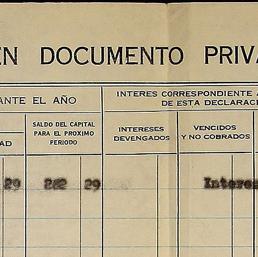 EN DOCUMENTO PRIVA
ANTE EL AÑO
INTERES CORRESPONDIENTE A
DE ESTA DECLARAC
DAD
SALDO DEL CAPITAL
PARA EL PROXIMO
PERIODO
INTERESES
DEVENGADOS
VENCIDOS
Y NO COBRADOS
29 282 29 Interes